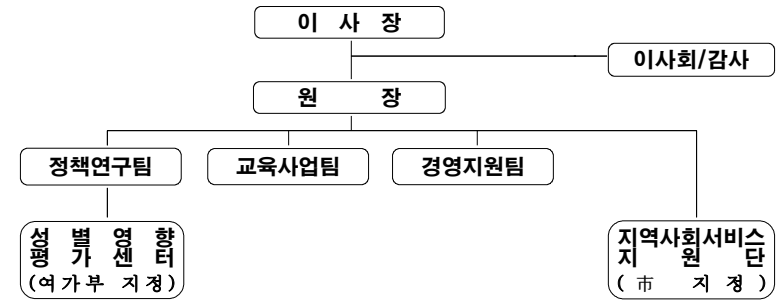 이 사 장
이사회/감사
원 장
정책연구팀 교육사업팀 경영지원팀
성 별 영 향
평 가 센 터
(여가부 지정)
지역사회서비스
지 원 단
( 市 지 정 )